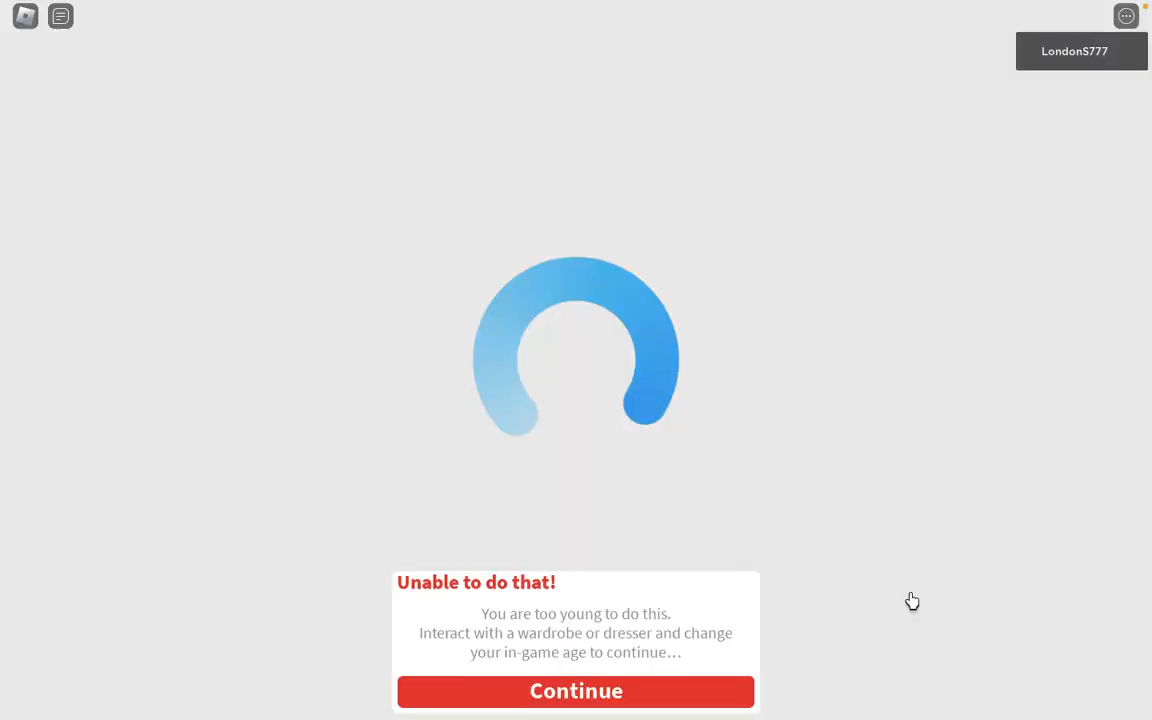 LondonS777
Unable to do that!
You are too young to do this.
Interact with a wardrobe or dresser and change
your in-game age to continue...
Continue